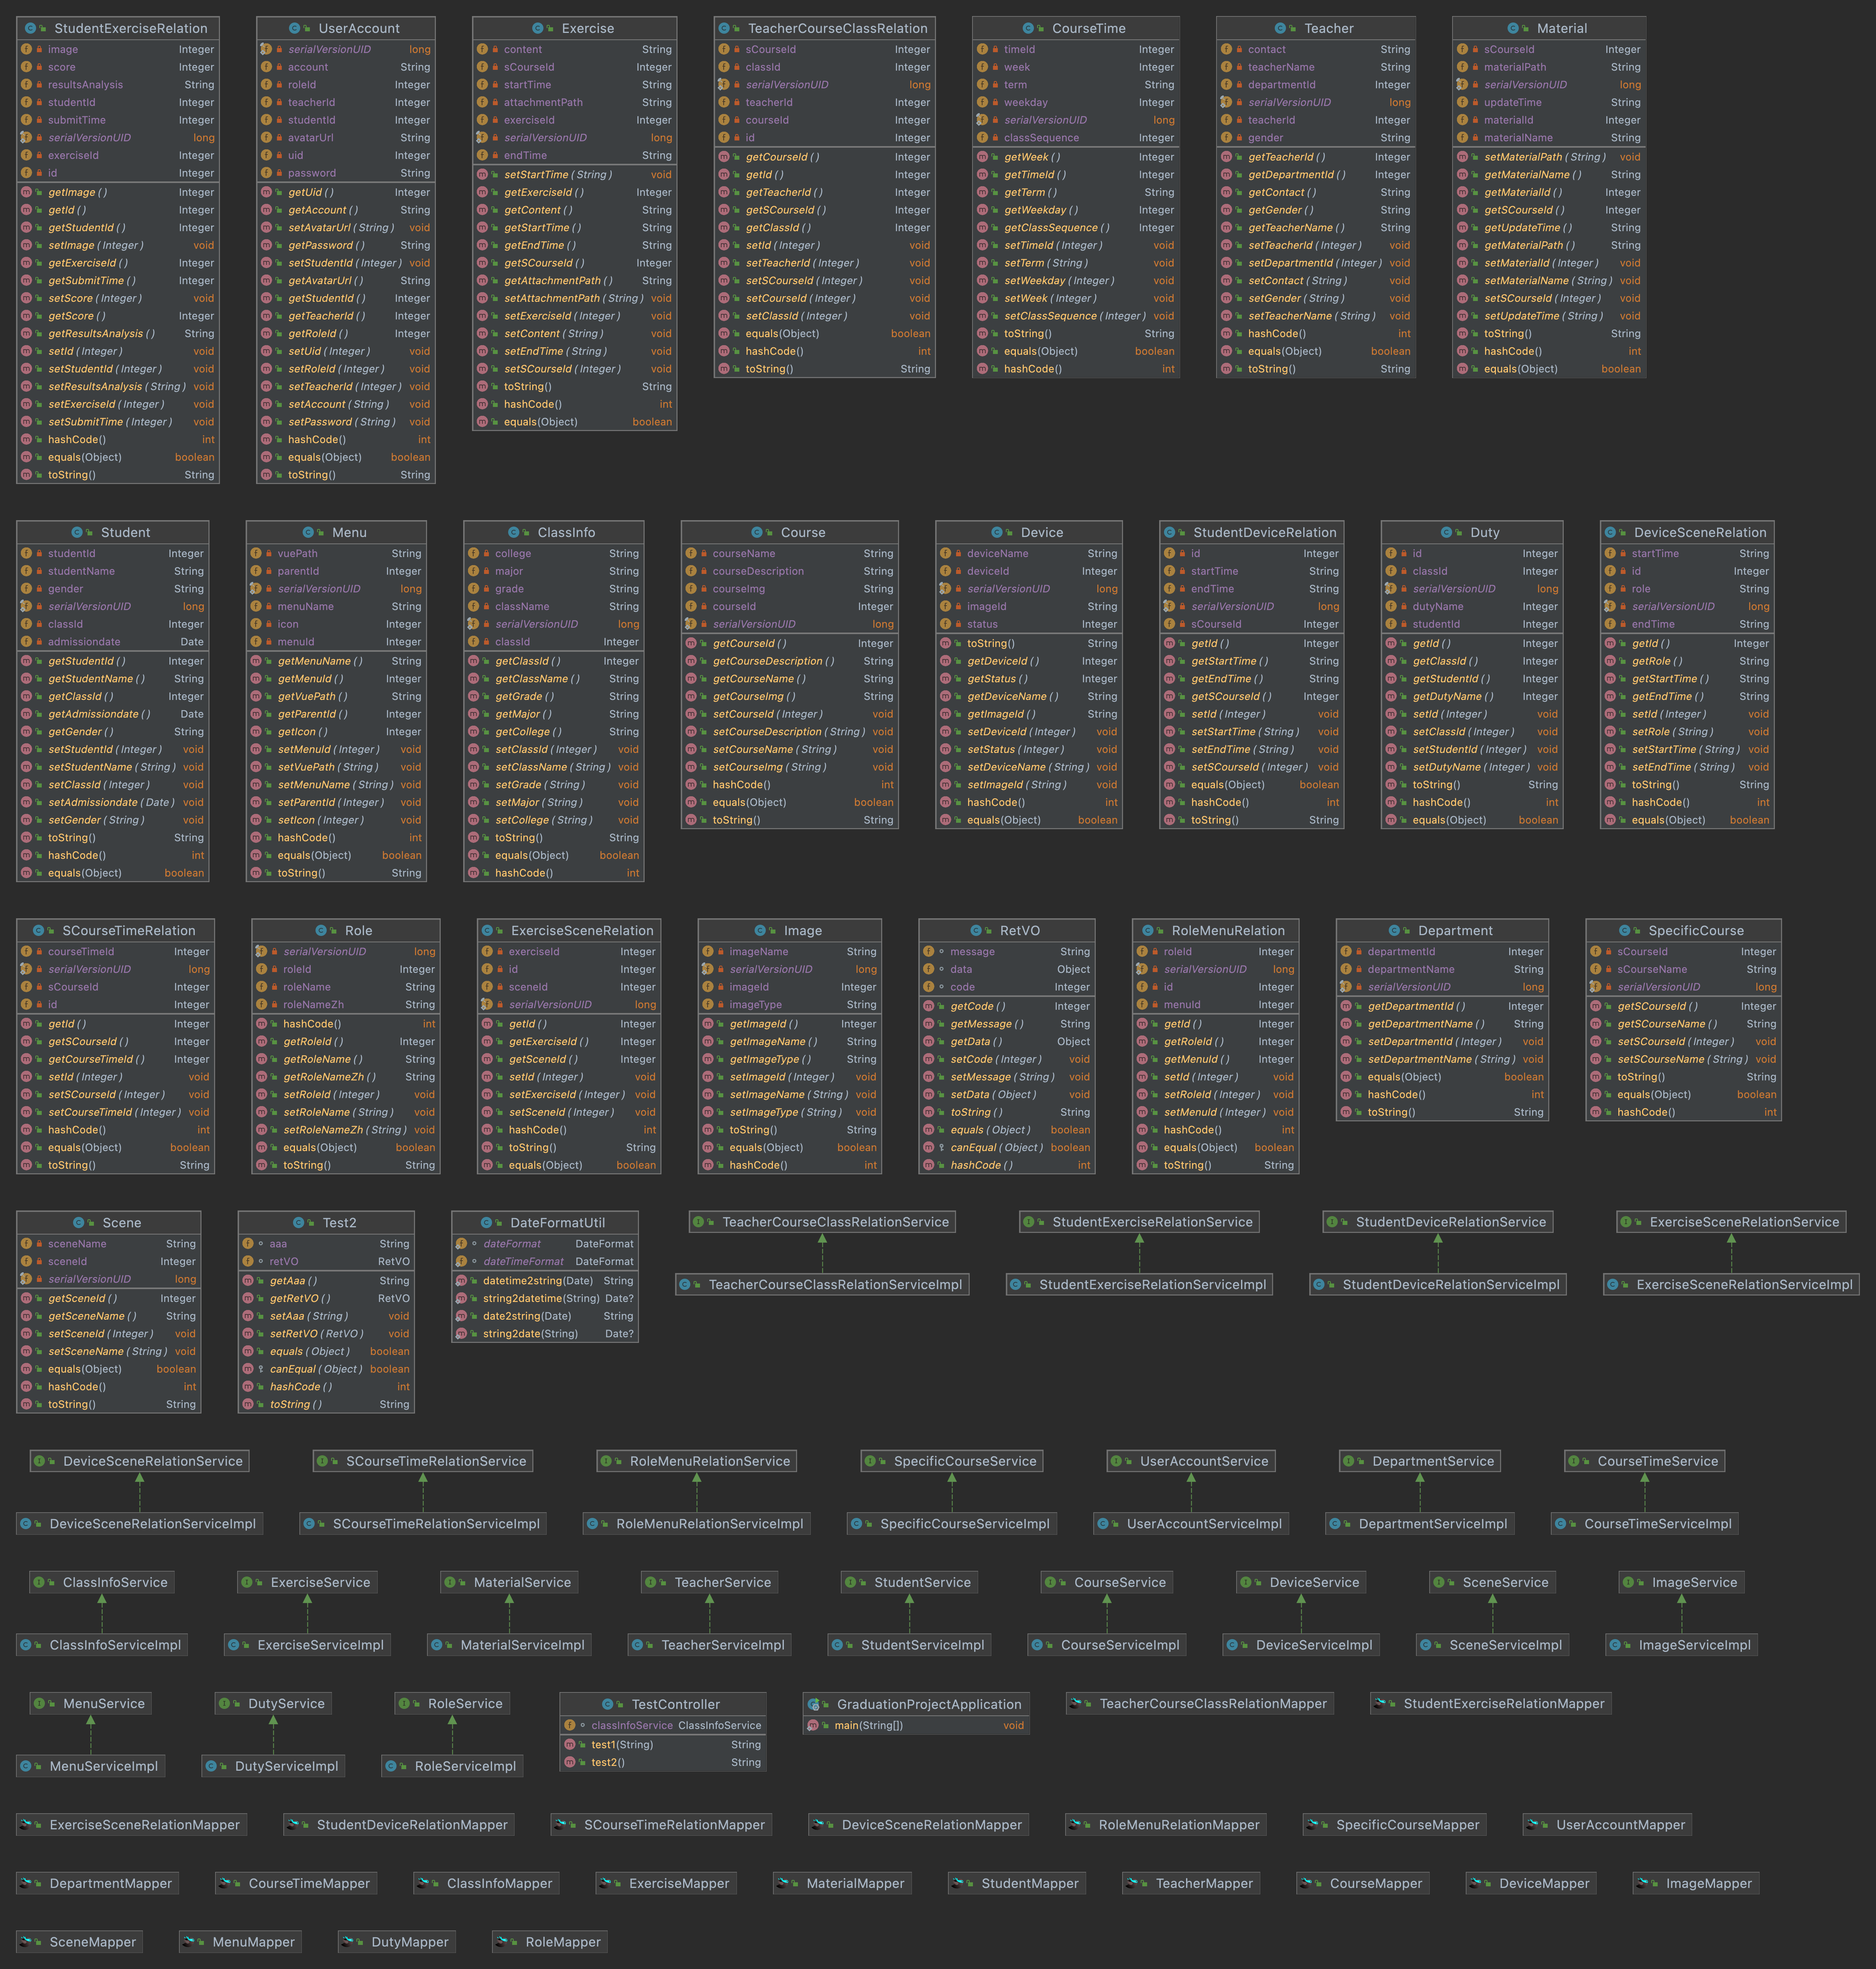 StudentExerciseRelation
image Integer
score Integer
resultsAnalysis String
studentId Integer
submitTime Integer
serialVersionUID long
exerciseId Integer
id Integer
getImage () Integer
getId () Integer
getStudentId () Integer
setImage (Integer) void
getExerciseId () Integer
getSubmitTime () Integer
setScore (Integer) void
getScore () Integer
getResultsAnalysis () String
setId (Integer) void
setStudentId (Integer) void
setResultsAnalysis (String) void
setExerciseId (Integer) void
setSubmitTime (Integer) void
hashCode() int
equals(Object) boolean
toString() String
UserAccount
serialVersionUID long
account String
roleId Integer
teacherId Integer
studentId Integer
avatarUrl String
uid Integer
password String
getUid () Integer
getAccount () String
setAvatarUrl (String) void
getPassword () String
setStudentId (Integer) void
getAvatarUrl () String
getStudentId () Integer
getTeacherId () Integer
getRoleId () Integer
setUid (Integer) void
setRoleId (Integer) void
setTeacherId (Integer) void
setAccount (String) void
setPassword (String) void
hashCode() int
equals(Object) boolean
toString() String
Exercise
content String
sCourseId Integer
startTime String
attachmentPath String
exerciseId Integer
serialVersionUID long
endTime String
setStartTime (String) void
getExerciseId () Integer
getContent () String
getStartTime () String
getEndTime () String
getSCourseId () Integer
getAttachmentPath () String
setAttachmentPath (String) void
setExerciseId (Integer) void
setContent (String) void
setEndTime (String) void
setSCourseId (Integer) void
toString() String
hashCode() int
equals(Object) boolean
TeacherCourseClassRelation
sCourseId Integer
classId Integer
serialVersionUID long
teacherId Integer
courseId Integer
id Integer
getCourseId () Integer
getId () Integer
getTeacherId () Integer
getSCourseId () Integer
getClassId () Integer
setId (Integer) void
setTeacherId (Integer) void
setSCourseId (Integer) void
setCourseId (Integer) void
setClassId (Integer) void
equals(Object) boolean
hashCode() int
toString() String
CourseTime
timeId Integer
week Integer
term String
weekday Integer
serialVersionUID long
classSequence Integer
getWeek () Integer
getTimeId () Integer
getTerm () String
getWeekday () Integer
getClassSequence () Integer
setTimeId (Integer) void
setTerm (String) void
setWeekday (Integer) void
setWeek (Integer) void
setClassSequence (Integer) void
toString() String
equals(Object) boolean
hashCode() int
Teacher
contact String
teacherName String
departmentId Integer
serialVersionUID long
teacherId Integer
gender String
getTeacherId () Integer
getDepartmentId () Integer
getContact () String
getGender () String
getTeacherName () String
setTeacherId (Integer) void
setDepartmentId (Integer) void
setContact (String) void
setGender (String) void
setTeacherName (String) void
hashCode() int
equals(Object) boolean
toString() String
Material
sCourseId Integer
materialPath String
serialVersionUID long
updateTime String
materialId Integer
materialName String
setMaterialPath (String) void
getMaterialName () String
getMaterialId () Integer
getSCourseId () Integer
getUpdateTime () String
getMaterialPath () String
setMaterialId (Integer) void
setMaterialName (String) void
setSCourseId (Integer) void
setUpdateTime (String) void
toString() String
hashCode() int
equals(Object) boolean
Student
studentId Integer
studentName String
gender String
serialVersionUID long
classId Integer
admissiondate Date
getStudentId () Integer
getStudentName () String
getClassId () Integer
getAdmissiondate () Date
getGender () String
setStudentId (Integer) void
setStudentName (String) void
setClassId (Integer) void
setAdmissiondate (Date) void
setGender (String) void
toString() String
hashCode() int
equals(Object) boolean
Menu
vuePath String
parentId Integer
serialVersionUID long
menuName String
icon Integer
menuId Integer
getMenuName () String
getMenuId () Integer
getVuePath () String
getParentId () Integer
getIcon () Integer
setMenuId (Integer) void
setVuePath (String) void
setMenuName (String) void
setParentId (Integer) void
setIcon (Integer) void
hashCode() int
equals(Object) boolean
toString() String
ClassInfo
college String
major String
grade String
className String
serialVersionUID long
classId Integer
getClassId () Integer
getClassName () String
getGrade () String
getMajor () String
getCollege () String
setClassId (Integer) void
setClassName (String) void
setGrade (String) void
setMajor (String) void
setCollege (String) void
toString() String
equals(Object) boolean
hashCode() int
Course
courseName String
courseDescription String
courseImg String
courseId Integer
serialVersionUID long
getCourseId () Integer
getCourseDescription () String
getCourseName () String
getCourseImg () String
setCourseId (Integer) void
setCourseDescription (String) void
setCourseName (String) void
setCourseImg (String) void
hashCode() int
equals(Object) boolean
toString() String
Device
deviceName String
deviceId Integer
serialVersionUID long
imageId String
status Integer
toString() String
getDeviceId () Integer
getStatus () Integer
getDeviceName () String
getImageId () String
setDeviceId (Integer) void
setStatus (Integer) void
setDeviceName (String) void
setImageId (String) void
hashCode() int
equals(Object) boolean
StudentDeviceRelation
id Integer
startTime String
endTime String
serialVersionUID long
sCourseId Integer
getId () Integer
getStartTime () String
getEndTime () String
getSCourseId () Integer
setId (Integer) void
setStartTime (String) void
setEndTime (String) void
setSCourseId (Integer) void
equals(Object) boolean
hashCode() int
toString() String
Duty
id Integer
classId Integer
serialVersionUID long
dutyName Integer
studentId Integer
getId () Integer
getClassId () Integer
getStudentId () Integer
getDutyName () Integer
setId (Integer) void
setClassId (Integer) void
setStudentId (Integer) void
setDutyName (Integer) void
toString() String
hashCode() int
equals(Object) boolean
DeviceSceneRelation
startTime String
id Integer
role String
serialVersionUID long
endTime String
getId () Integer
getRole () String
getStartTime () String
getEndTime () String
setId (Integer) void
setRole (String) void
setStartTime (String) void
setEndTime (String) void
toString() String
hashCode() int
equals(Object) boolean
SCourseTimeRelation
courseTimeId Integer
serialVersionUID long
sCourseId Integer
id Integer
getId () Integer
getSCourseId () Integer
getCourseTimeId () Integer
setId (Integer) void
setSCourseId (Integer) void
setCourseTimeId (Integer) void
hashCode() int
equals(Object) boolean
toString() String
Role
serialVersionUID long
roleId Integer
roleName String
roleNameZh String
hashCode() int
getRoleId () Integer
getRoleName () String
getRoleNameZh () String
setRoleId (Integer) void
setRoleName (String) void
setRoleNameZh (String) void
equals(Object) boolean
toString() String
ExerciseSceneRelation
exerciseId Integer
id Integer
sceneId Integer
serialVersionUID long
getId () Integer
getExerciseId () Integer
getSceneId () Integer
setId (Integer) void
setExerciseId (Integer) void
setSceneId (Integer) void
hashCode() int
toString() String
equals(Object) boolean
Image
imageName String
serialVersionUID long
imageId Integer
imageType String
getImageId () Integer
getImageName () String
getImageType () String
setImageId (Integer) void
setImageName (String) void
setImageType (String) void
toString() String
equals(Object) boolean
hashCode() int
RetVO
message String
data Object
code Integer
getCode () Integer
getMessage () String
getData () Object
setCode (Integer) void
setMessage (String) void
setData (Object) void
toString () String
equals (Object) boolean
canEqual (Object) boolean
hashCode () int
RoleMenuRelation
roleId Integer
serialVersionUID long
id Integer
menuId Integer
getId () Integer
getRoleId () Integer
getMenuId () Integer
setId (Integer) void
setRoleId (Integer) void
setMenuId (Integer) void
hashCode() int
equals(Object) boolean
toString() String
Department
departmentId Integer
departmentName String
serialVersionUID long
getDepartmentId () Integer
getDepartmentName () String
setDepartmentId (Integer) void
setDepartmentName (String) void
equals(Object) boolean
hashCode() int
toString() String
SpecificCourse
sCourseId Integer
sCourseName String
serialVersionUID long
getSCourseId () Integer
getSCourseName () String
setSCourseId (Integer) void
setSCourseName (String) void
toString() String
equals(Object) boolean
hashCode() int
Scene
sceneName String
sceneId Integer
serialVersionUID long
getSceneId () Integer
getSceneName () String
setSceneId (Integer) void
setSceneName (String) void
equals(Object) boolean
hashCode() int
toString() String
Test2
aaa String
retVO RetVO
getAaa () String
getRetVO () RetVO
setAaa (String) void
setRetVO (RetVO) void
equals (Object) boolean
canEqual (Object) boolean
hashCode () int
toString () String
DateFormatUtil
dateFormat DateFormat
dateTimeFormat DateFormat
datetime2string(Date) String
string2datetime(String) Date?
date2string(Date) String
string2date(String) Date?
TeacherCourseClassRelationService
StudentExerciseRelationService
StudentDeviceRelationService
ExerciseSceneRelationService
TeacherCourseClassRelationServiceImpl
StudentExerciseRelationServiceImpl
StudentDeviceRelationServiceImpl
ExerciseSceneRelationServiceImpl
DeviceSceneRelationService
SCourseTimeRelationService
RoleMenuRelationService
SpecificCourseService
UserAccountService
DepartmentService
CourseTimeService
DeviceSceneRelationServiceImpl
SCourseTimeRelationServiceImpl
RoleMenuRelationServiceImpl
SpecificCourseServiceImpl
UserAccountServiceImpl
DepartmentServiceImpl
CourseTimeServiceImpl
ClassInfoService
ExerciseService
MaterialService
TeacherService
StudentService
CourseService
DeviceService
SceneService
ImageService
ClassInfoServiceImpl
ExerciseServiceImpl
MaterialServiceImpl
TeacherServiceImpl
StudentServiceImpl
CourseServiceImpl
DeviceServiceImpl
SceneServiceImpl
ImageServiceImpl
MenuService
DutyService
RoleService
MenuServiceImpl
DutyServiceImpl
RoleServiceImpl
TestController
classInfoService ClassInfoService
test1(String) String
test2() String
GraduationProjectApplication
main(String[]) void
TeacherCourseClassRelationMapper
StudentExerciseRelationMapper
ExerciseSceneRelationMapper
StudentDeviceRelationMapper
SCourseTimeRelationMapper
DeviceSceneRelationMapper
RoleMenuRelationMapper
SpecificCourseMapper
UserAccountMapper
DepartmentMapper
CourseTimeMapper
ClassInfoMapper
ExerciseMapper
MaterialMapper
StudentMapper
TeacherMapper
CourseMapper
DeviceMapper
ImageMapper
SceneMapper
MenuMapper
DutyMapper
RoleMapper